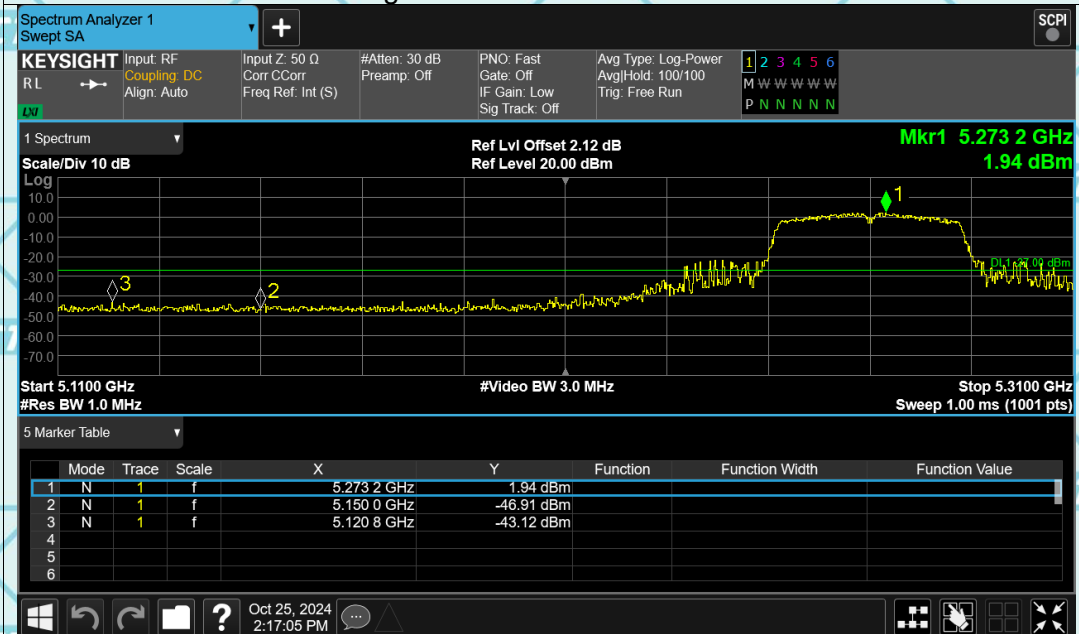 Spectrum Analyzer 1
Swept SA
+
SCPI
KEYSIGHT Input: RF Input Z: 50 Ω #Atten: 30 dB PNO: Fast Avg Type: Log-Power 1 2 3 4 5 6
RL Coupling: DC Corr CCorr Preamp: Off Gate: Off Avg|Hold: 100/100 M W W W W W
Align: Auto Freq Ref: Int (S) IF Gain: Low Trig: Free Run
LXI Sig Track: Off P N N N N N
1 Spectrum
Ref Lvl Offset 2.12 dB Mkr1 5.273 2 GHz
Scale/Div 10 dB Ref Level 20.00 dBm 1.94 dBm
Log
10.0
0.00
-10.0
-20.0
-30.0
-40.0
-50.0
-60.0
-70.0
1
2
3
DL1 -27.00 dBm
Start 5.1100 GHz #Video BW 3.0 MHz Stop 5.3100 GHz
#Res BW 1.0 MHz Sweep 1.00 ms (1001 pts)
5 Marker Table
Mode Trace Scale X Y Function Function Width Function Value
1 N 1 f 5.273 2 GHz 1.94 dBm
2 N 1 f 5.150 0 GHz -46.91 dBm
3 N 1 f 5.120 8 GHz -43.12 dBm
4
5
6
? Oct 25, 2024
2:17:05 PM